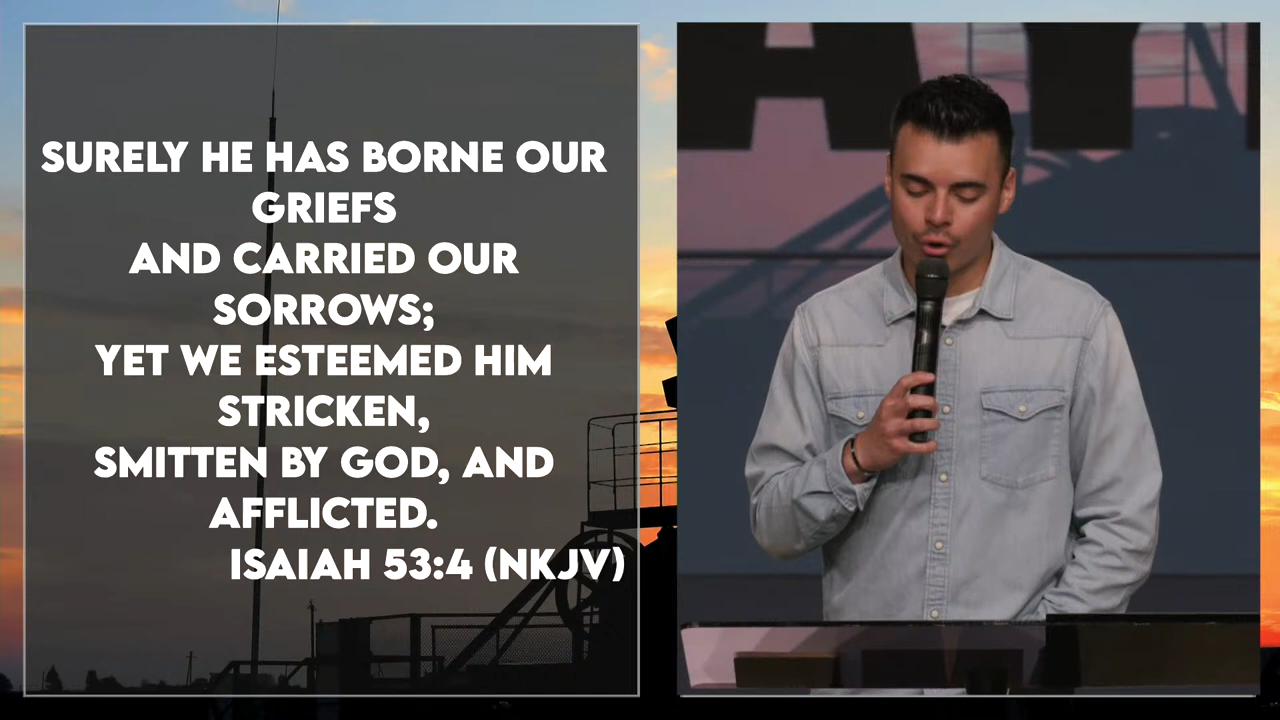 SURELY HE HAS BORNE OUR
GRIEFS
AND CARRIED OUR
SORROWS;
YET WE ESTEEMED HIM
STRICKEN,
SMITTEN BY GOD, AND
AFFLICTED.
ISAIAH 53:4 (NKJV)